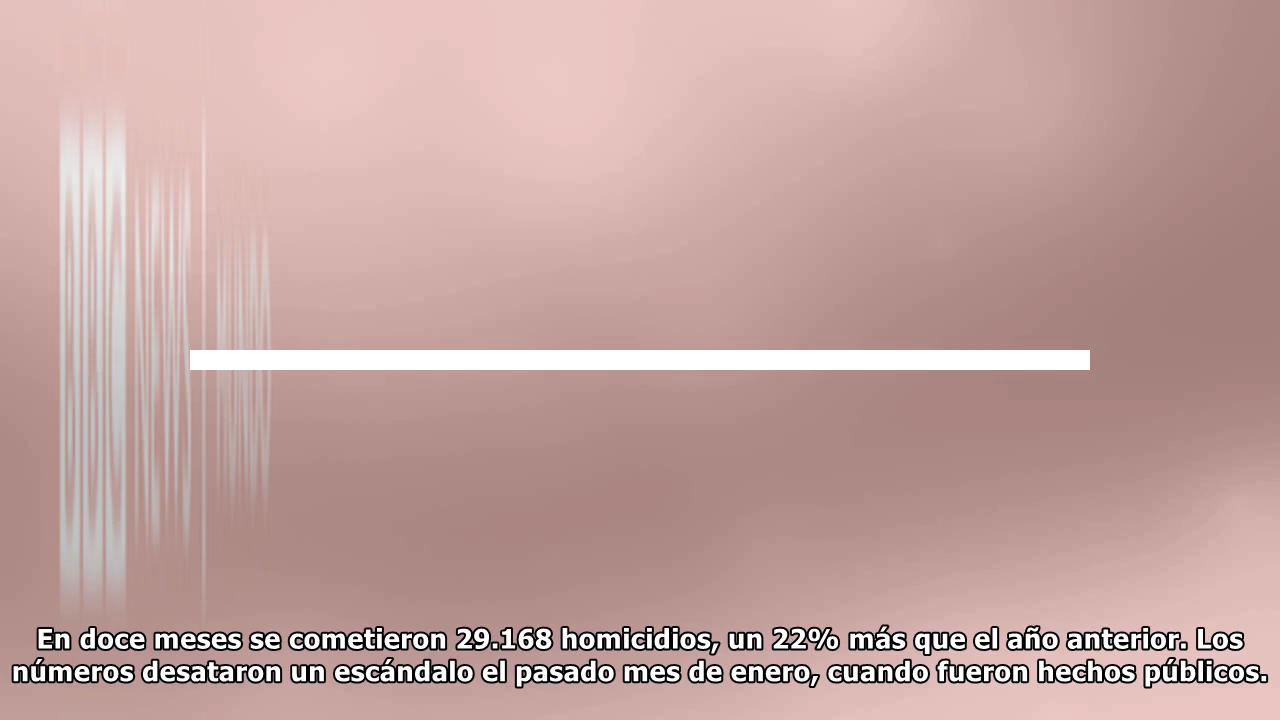 En doce meses se cometieron 29.168 homicidios, un 22% más que el año anterior. Los
números desataron un escándalo el pasado mes de enero, cuando fueron hechos públicos.